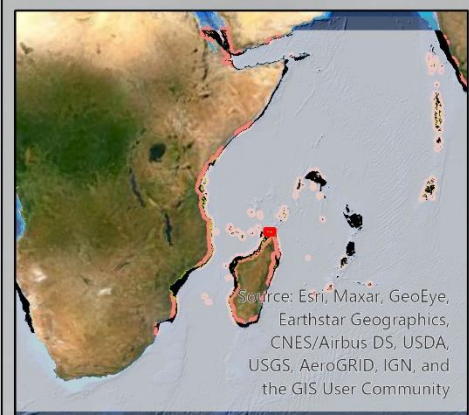 Source: Esri, Maxar, GeoEye,
Earthstar Geographics,
CNES/Airbus DS, USDA,
USGS, AeroGRID, IGN, and
the GIS User Community